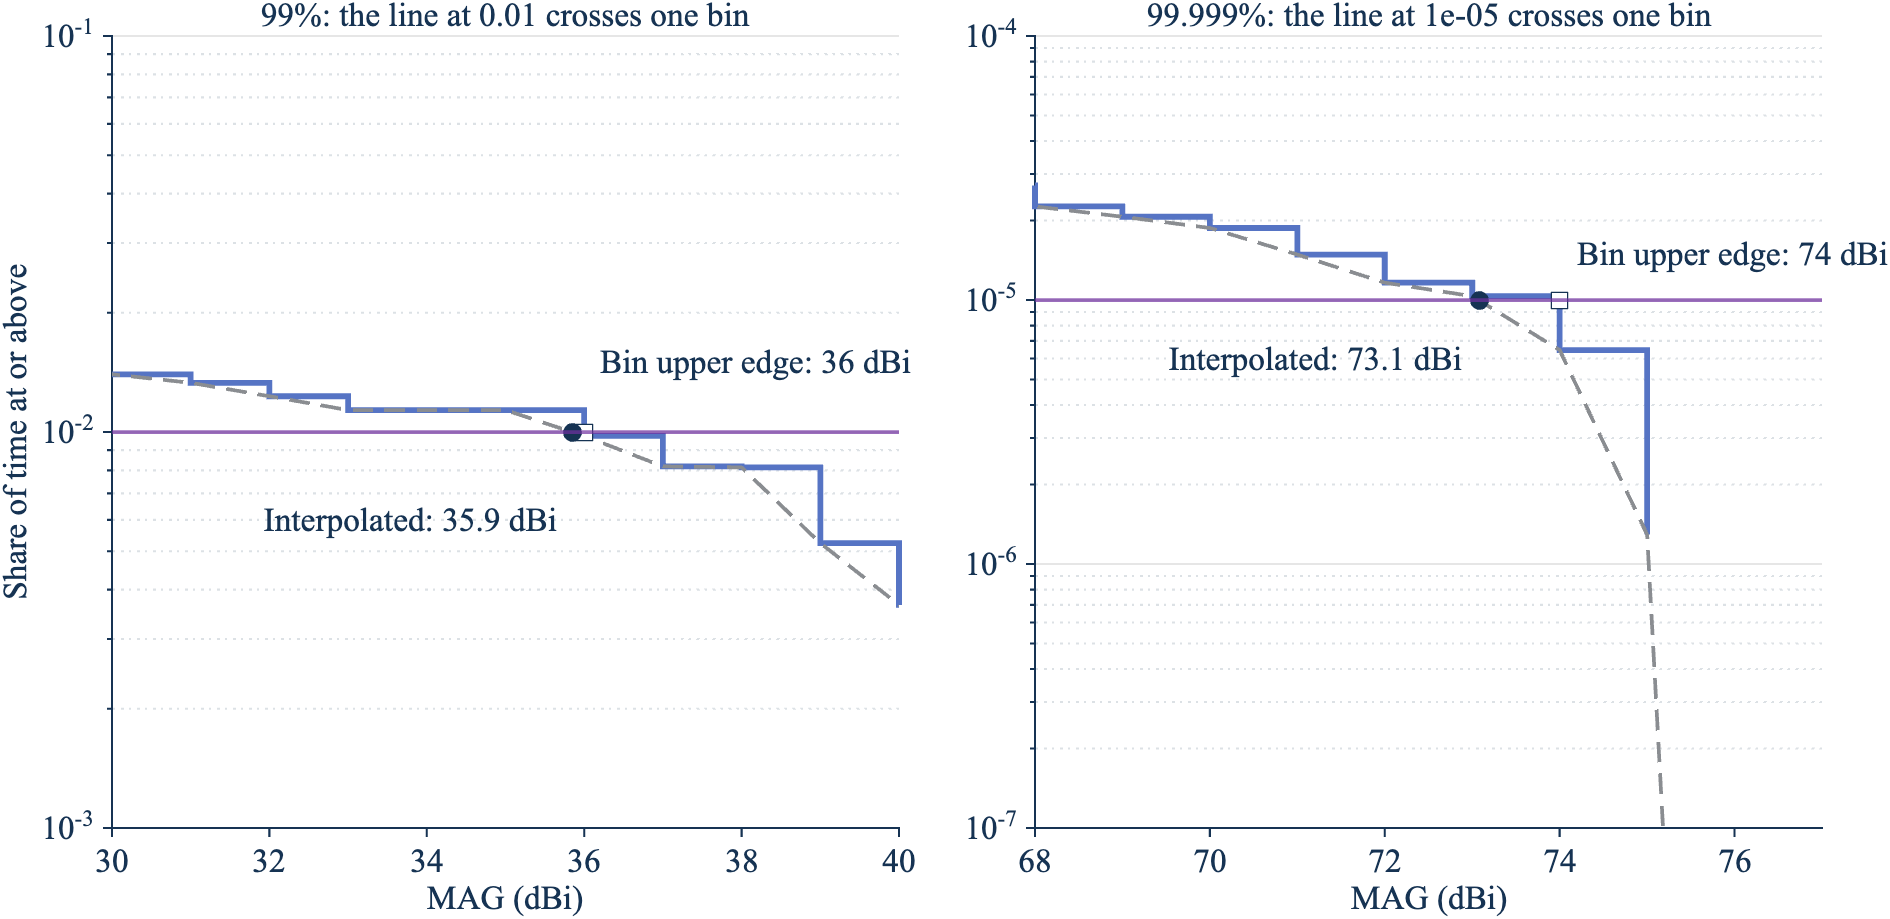 99%: the line at 0.01 crosses one bin
99.999%: the line at 1e-05 crosses one bin
Share of time at or above
10-1
10-2
10-3
Bin upper edge: 36 dBi
Interpolated: 35.9 dBi
30 32 34 36 38 40
MAG (dBi)
10-4
10-5
10-6
10-7
Bin upper edge: 74 dBi
Interpolated: 73.1 dBi
68 70 72 74 76
MAG (dBi)